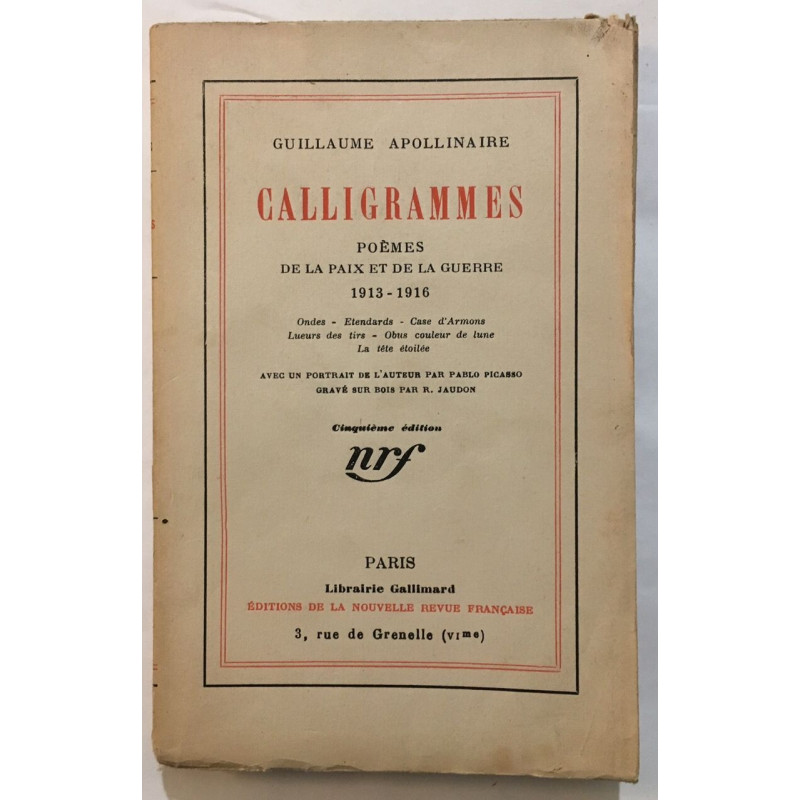 GUILLAUME APOLLINAIRE
CALLIGRAMMES
POÈMES
DE LA PAIX ET DE LA GUERRE
1913-1916
Ondes - Etendards - Case d'Armons
Lueurs des tirs - Obus couleur de lune
La tête étoilée
AVEC UN PORTRAIT DE L'AUTEUR PAR PABLO PICASSO
GRAVÉ SUR BOIS PAR R. JAUDON
Cinquième édition
nrf
PARIS
Librairie Gallimard
ÉDITIONS DE LA NOUVELLE REVUE FRANÇAISE
3, rue de Grenelle (VIme)